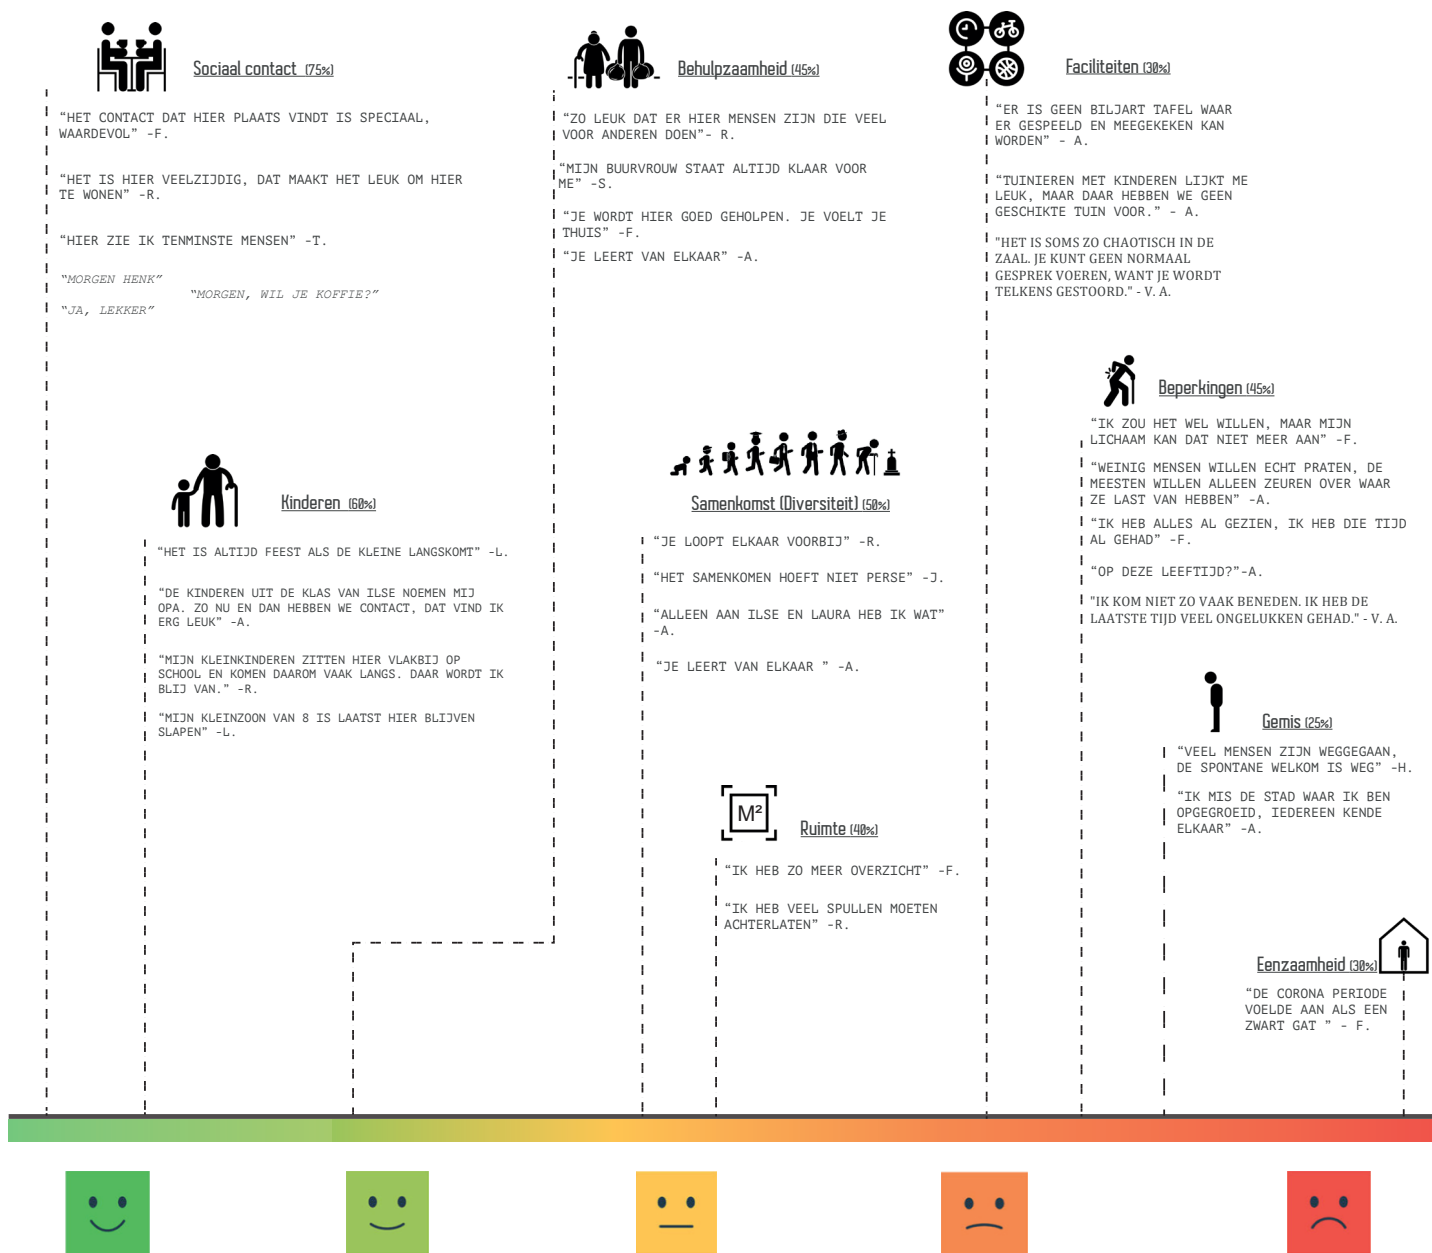 Sociaal contact (75%)
“HET CONTACT DAT HIER PLAATS VINDT IS SPECIAAL,
WAARDEVOL” -F.
“HET IS HIER VEELZIJDIG, DAT MAAKT HET LEUK OM HIER
TE WONEN” -R.
“HIER ZIE IK TENMINSTE MENSEN” -T.
“MORGEN HENK”
“MORGEN, WIL JE KOFFIE?”
“JA, LEKKER”
Kinderen (60%)
“HET IS ALTIJD FEEST ALS DE KLEINE LANGSKOMT” -L.
“DE KINDEREN UIT DE KLAS VAN ILSE NOEMEN MIJ
OPA. ZO NU EN DAN HEBBEN WE CONTACT, DAT VIND IK
ERG LEUK” -A.
“MIJN KLEINKINDEREN ZITTEN HIER VLAKBIJ OP
SCHOOL EN KOMEN DAAROM VAAK LANGS. DAAR WORDT IK
BLIJ VAN.” -R.
“MIJN KLEINZOON VAN 8 IS LAATST HIER BLIJVEN
SLAPEN” -L.
Behulpzaamheid (45%)
“ZO LEUK DAT ER HIER MENSEN ZIJN DIE VEEL
VOOR ANDEREN DOEN”- R.
“MIJN BUURVROUW STAAT ALTIJD KLAAR VOOR
ME” -S.
“JE WORDT HIER GOED GEHOLPEN. JE VOELT JE
THUIS” -F.
“JE LEERT VAN ELKAAR” -A.
Samenkomst (Diversiteit) (50%)
“JE LOOPT ELKAAR VOORBIJ” -R.
“HET SAMENKOMEN HOEFT NIET PERSE” -J.
“ALLEEN AAN ILSE EN LAURA HEB IK WAT”
-A.
“JE LEERT VAN ELKAAR ” -A.
M²
Ruimte (40%)
“IK HEB ZO MEER OVERZICHT” -F.
“IK HEB VEEL SPULLEN MOETEN
ACHTERLATEN” -R.
Faciliteiten (30%)
“ER IS GEEN BILJART TAFEL WAAR
ER GESPEELD EN MEEGEKEKEN KAN
WORDEN” - A.
“TUINIEREN MET KINDEREN LIJKT ME
LEUK, MAAR DAAR HEBBEN WE GEEN
GESCHIKTE TUIN VOOR.” - A.
"HET IS SOMS ZO CHAOTISCH IN DE
ZAAL. JE KUNT GEEN NORMAAL
GESPREK VOEREN, WANT JE WORDT
TELKENS GESTOORD." - V. A.
Beperkingen (45%)
“IK ZOU HET WEL WILLEN, MAAR MIJN
LICHAAM KAN DAT NIET MEER AAN” -F.
“WEINIG MENSEN WILLEN ECHT PRATEN, DE
MEESTEN WILLEN ALLEEN ZEUREN OVER WAAR
ZE LAST VAN HEBBEN” -A.
“IK HEB ALLES AL GEZIEN, IK HEB DIE TIJD
AL GEHAD” -F.
“OP DEZE LEEFTIJD?”-A.
"IK KOM NIET ZO VAAK BENEDEN. IK HEB DE
LAATSTE TIJD VEEL ONGELUKKEN GEHAD." - V. A.
Gemis (25%)
“VEEL MENSEN ZIJN WEGGEGAAN,
DE SPONTANE WELKOM IS WEG” -H.
“IK MIS DE STAD WAAR IK BEN
OPGEGROEID, IEDEREEN KENDE
ELKAAR” -A.
Eenzaamheid (30%)
“DE CORONA PERIODE
VOELDE AAN ALS EEN
ZWART GAT ” - F.